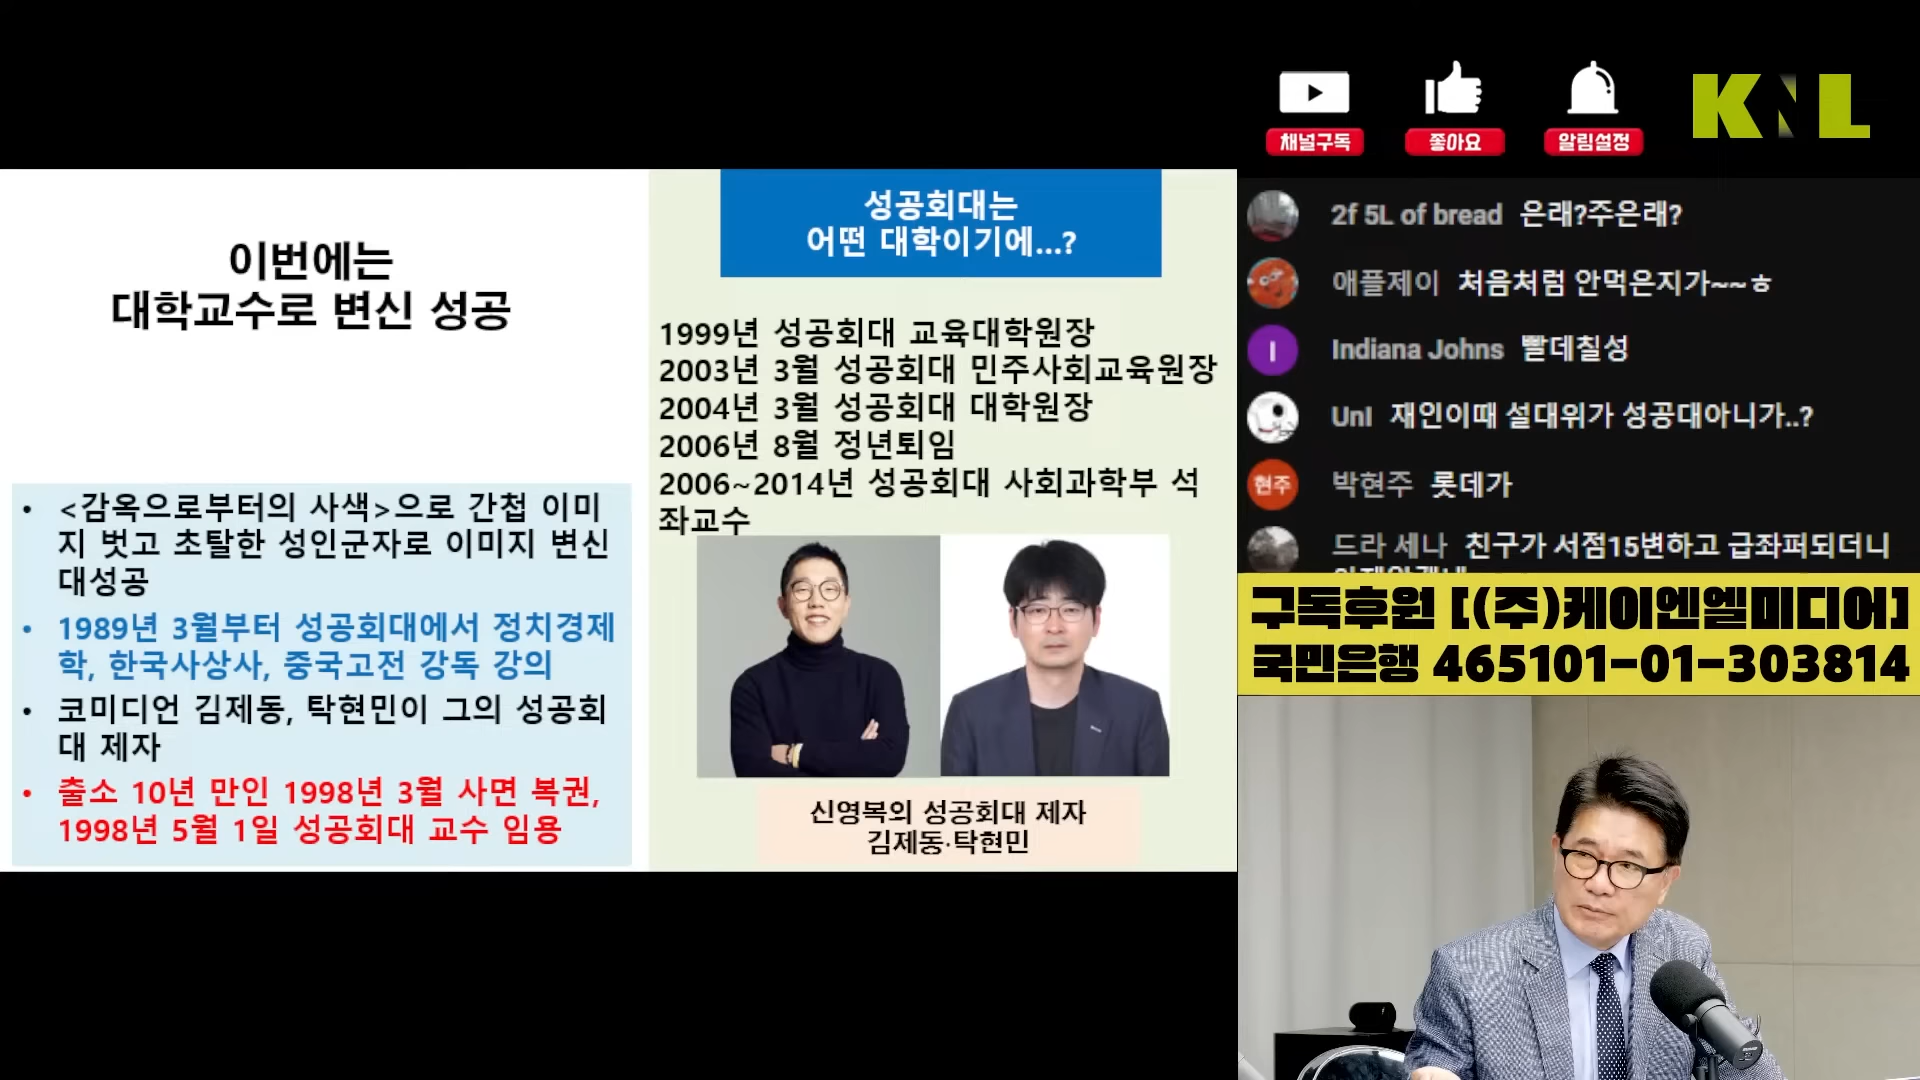 이번에는
대학교수로 변신 성공
• <감옥으로부터의 사색>으로 간첩 이미
지 벗고 초탈한 성인군자로 이미지 변신
대성공
• 1989년 3월부터 성공회대에서 정치경제
학, 한국사상사, 중국고전 강독 강의
• 코미디언 김제동, 탁현민이 그의 성공회
대 제자
• 출소 10년 만인 1998년 3월 사면 복권,
1998년 5월 1일 성공회대 교수 임용
성공회대는
어떤 대학이기에...?
1999년 성공회대 교육대학원장
2003년 3월 성공회대 민주사회교육원장
2004년 3월 성공회대 대학원장
2006년 8월 정년퇴임
2006~2014년 성공회대 사회과학부 석
좌교수
신영복의 성공회대 제자
김제동·탁현민
채널구독 좋아요 알림설정
KNL
2f 5L of bread 은래?주은래?
애플제이 처음처럼 안먹은지가~~ㅎ
I
Indiana Johns 빨데칠성
UnI 재인이때 설대위가 성공대아니가..?
현주
박현주 롯데가
드라 세나 친구가 서점15변하고 급좌퍼되더니
구독후원 [(주)케이엔엘미디어]
국민은행 465101-01-303814